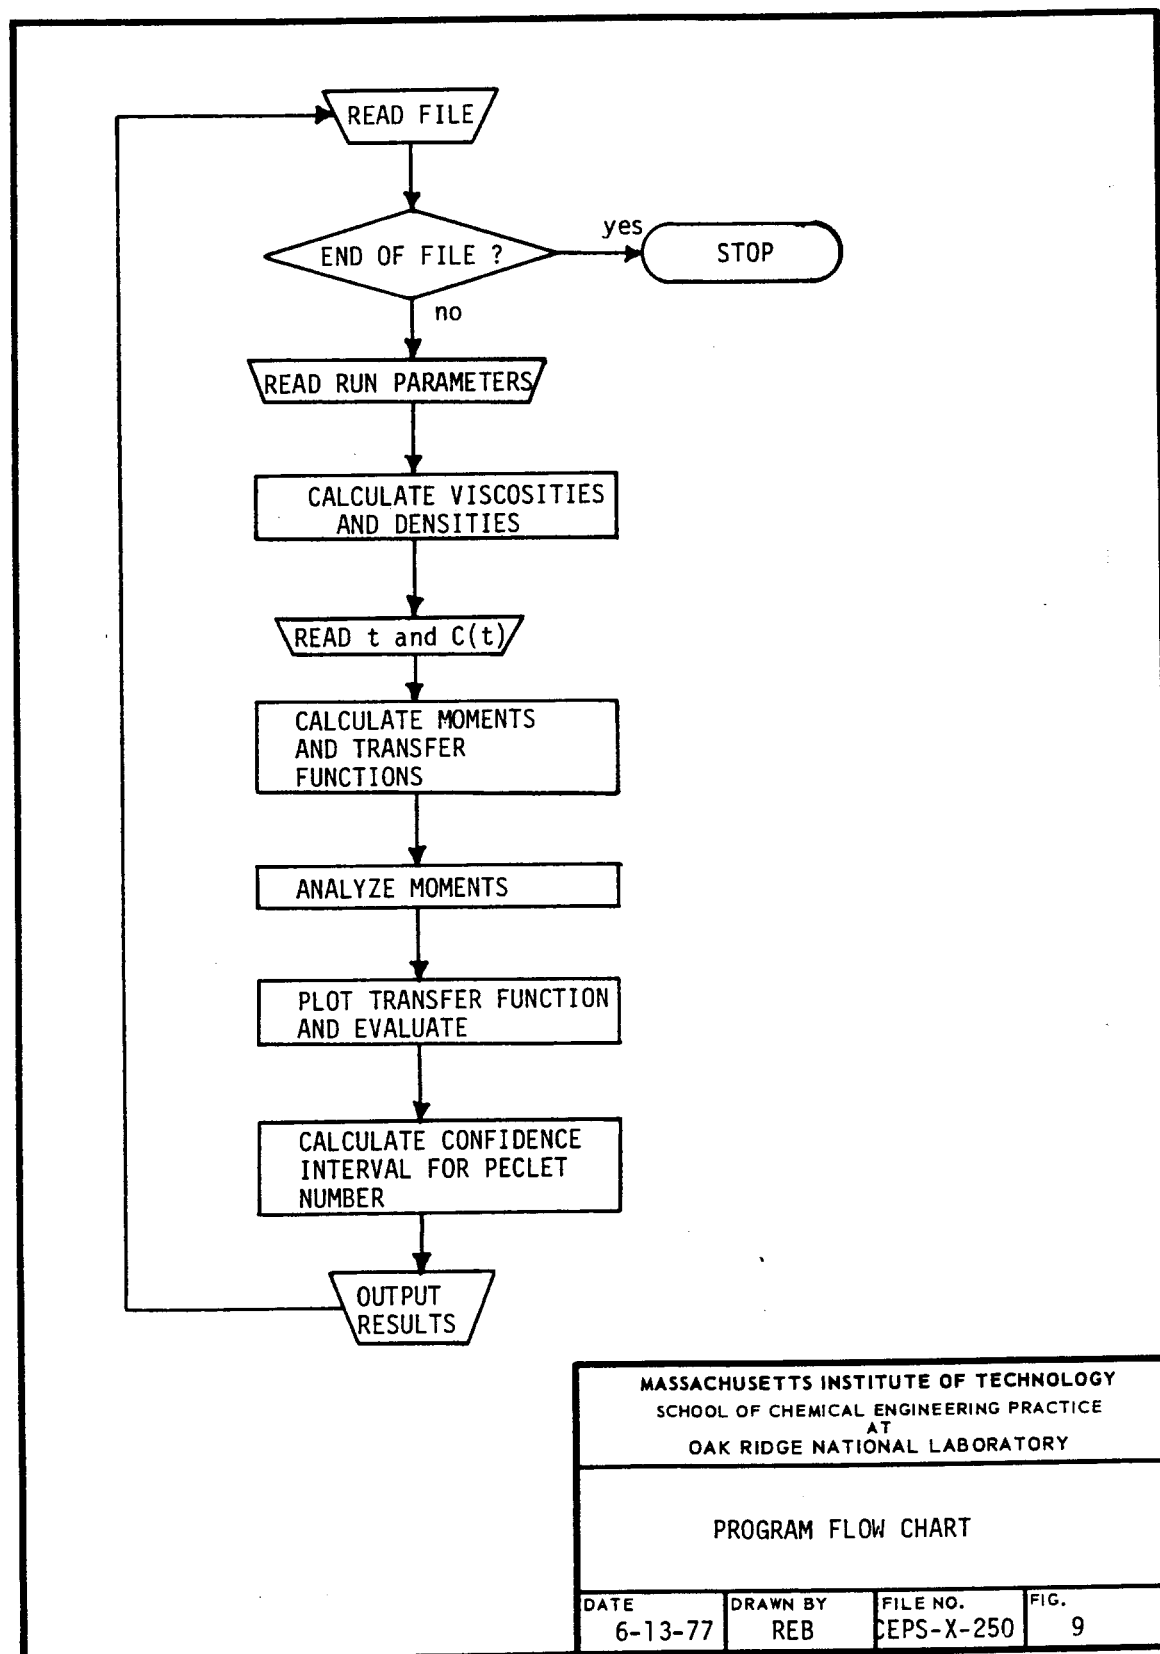 READ FILE
END OF FILE ?
yes
STOP
no
READ RUN PARAMETERS
CALCULATE VISCOSITIES
AND DENSITIES
READ t and C(t)
CALCULATE MOMENTS
AND TRANSFER
FUNCTIONS
ANALYZE MOMENTS
PLOT TRANSFER FUNCTION
AND EVALUATE
CALCULATE CONFIDENCE
INTERVAL FOR PECLET
NUMBER
OUTPUT
RESULTS
MASSACHUSETTS INSTITUTE OF TECHNOLOGY
SCHOOL OF CHEMICAL ENGINEERING PRACTICE
AT
OAK RIDGE NATIONAL LABORATORY
PROGRAM FLOW CHART
DATE
6-13-77
DRAWN BY
REB
FILE NO.
CEPS-X-250
FIG.
9